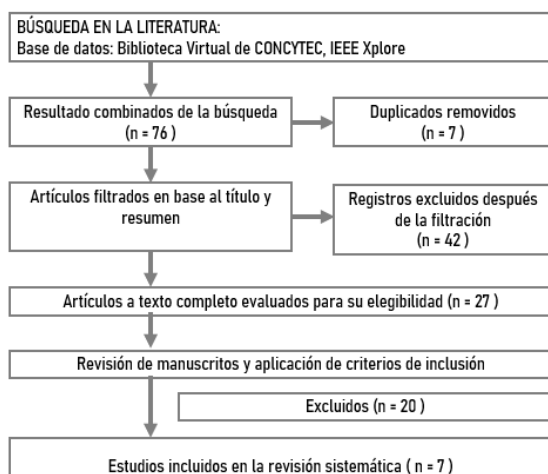 BÚSQUEDA EN LA LITERATURA:
Base de datos: Biblioteca Virtual de CONCYTEC, IEEE Xplore
Resultado combinados de la búsqueda
(n = 76 )
Duplicados removidos
(n = 7 )
Artículos filtrados en base al título y
resumen
Registros excluidos después
de la filtración
(n = 42 )
Artículos a texto completo evaluados para su elegibilidad (n = 27 )
Revisión de manuscritos y aplicación de criterios de inclusión
Excluidos (n = 20 )
Estudios incluidos en la revisión sistemática ( n = 7 )